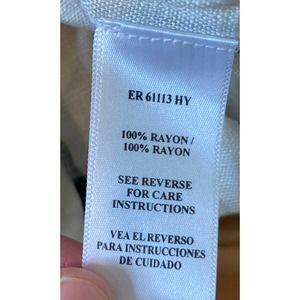 ER 61113 HY
100% RAYON /
100% RAYON
SEE REVERSE
FOR CARE
INSTRUCTIONS
VEA EL REVERSO
PARA INSTRUCCIONES
DE CUIDADO